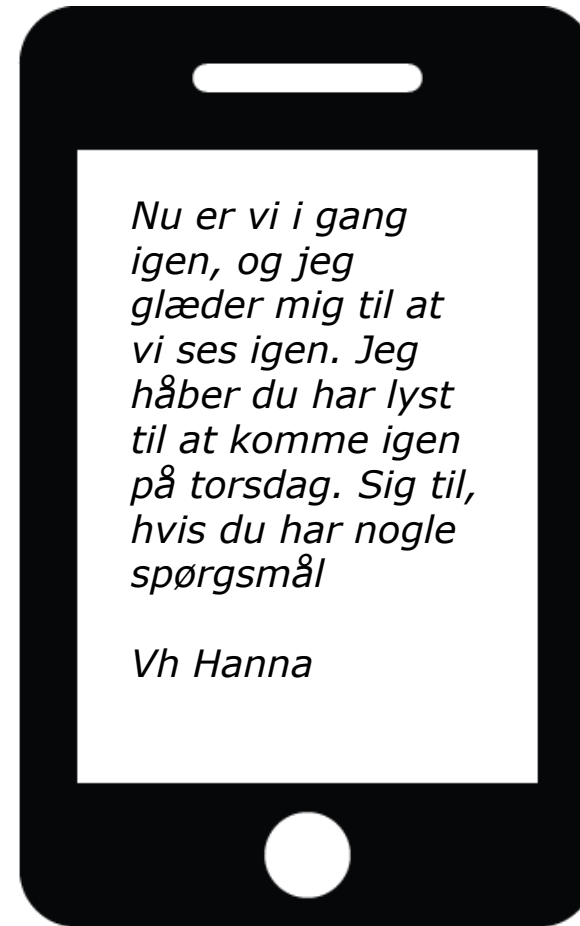 Nu er vi i gang
igen, og jeg
glæder mig til at
vi ses igen. Jeg
håber du har lyst
til at komme igen
på torsdag. Sig til,
hvis du har nogle
spørgsmål
Vh Hanna